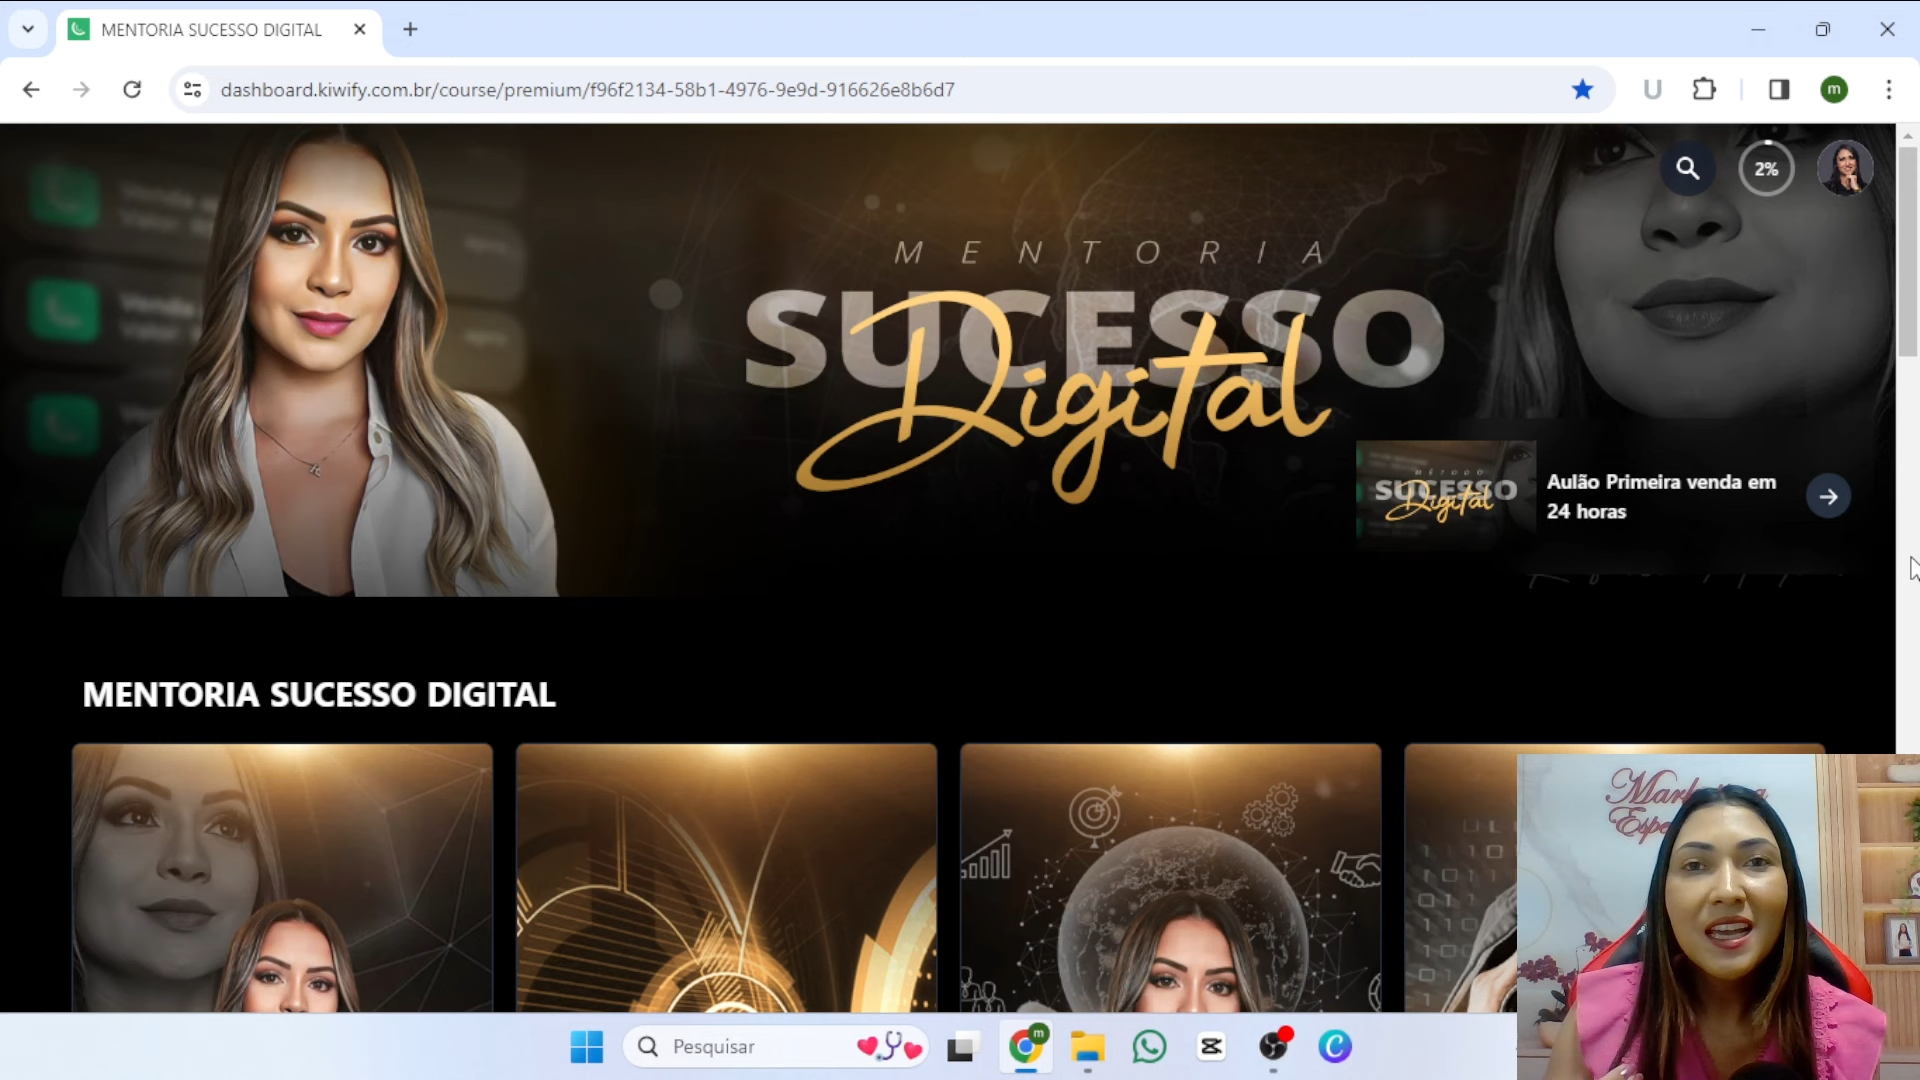 MENTORIA SUCESSO DIGITAL
dashboard.kiwify.com.br/course/premium/f96f2134-58b1-4976-9e9d-916626e8b6d7
m
2%
MENTORIA
SUCESSO
Digital
SUCESSO
Digital
Aulão Primeira venda em
24 horas
MENTORIA SUCESSO DIGITAL
Pesquisar
m